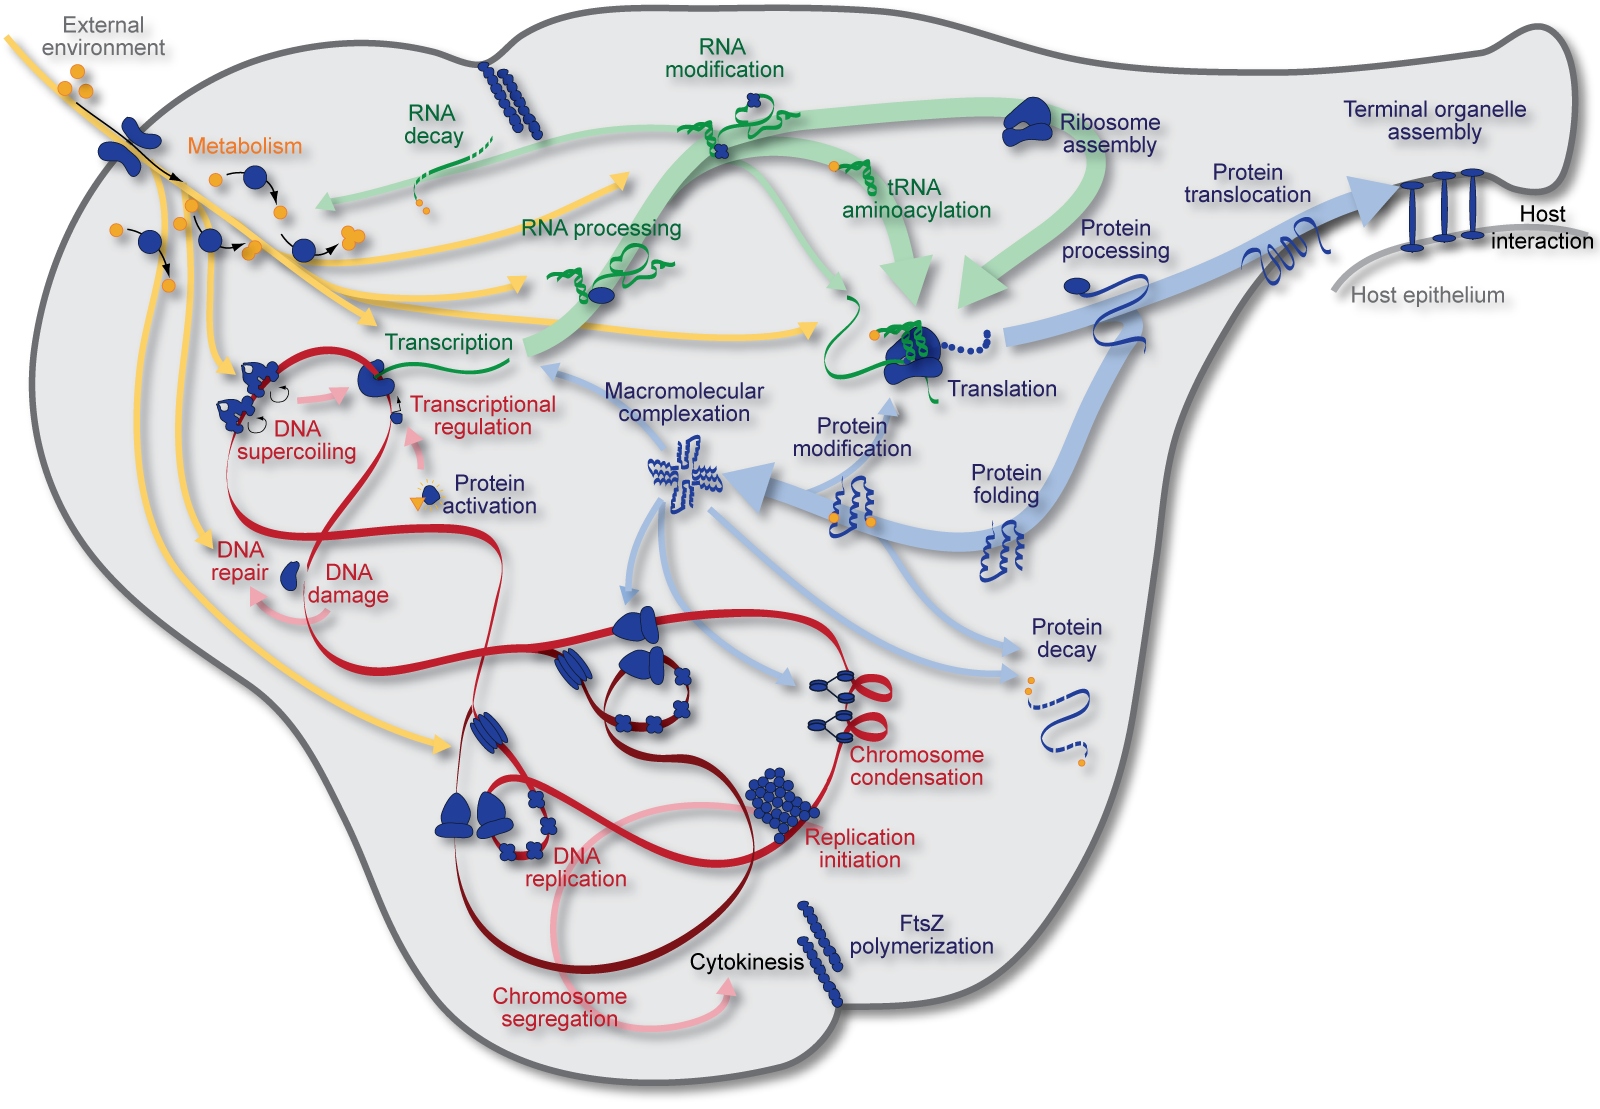 External
environment
RNA
modification
RNA
decay
Metabolism
Ribosome
assembly
Terminal organelle
assembly
tRNA
aminoacylation
Protein
translocation
RNA processing
Protein
processing
Host
interaction
Host epithelium
Transcription
Macromolecular
complexation
Translation
Transcriptional
regulation
DNA
supercoiling
Protein
modification
Protein
folding
Protein
activation
DNA
repair
DNA
damage
Protein
decay
Chromosome
condensation
Replication
initiation
DNA
replication
FtsZ
polymerization
Cytokinesis
Chromosome
segregation